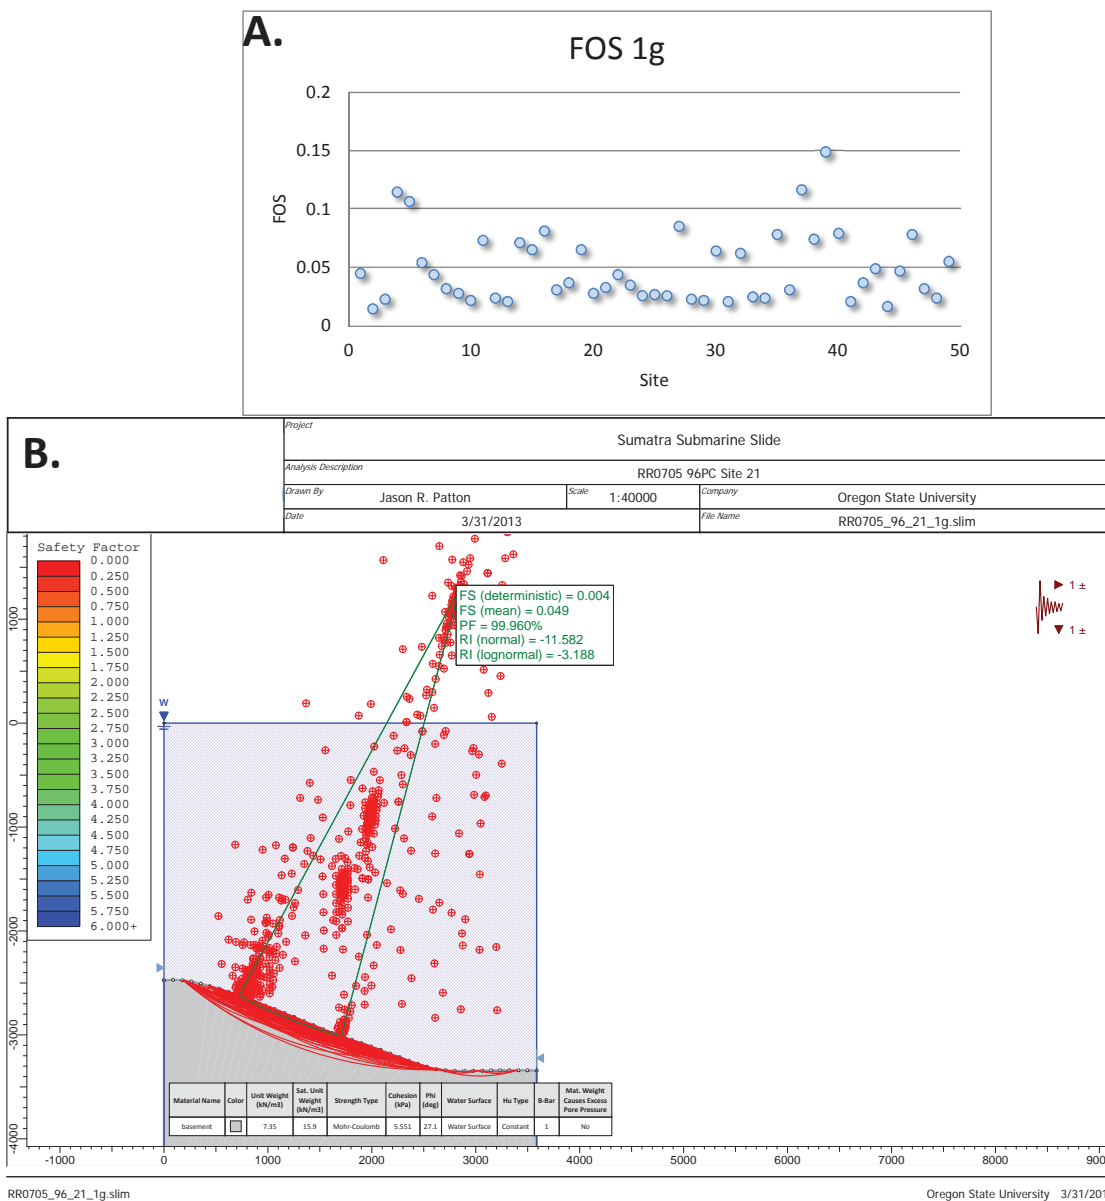 A.
FOS 1g
0.2
0.15
0.1
0.05
0
FOS
0 10 20 30 40 50
Site
B.
Project
Sumatra Submarine Slide
Analysis Description
RR0705 96PC Site 21
Drawn By Jason R. Patton Scale 1:40000 Company Oregon State University
Date 3/31/2013 File Name RR0705_96_21_1g.slim
Safety Factor
0.000
0.250
0.500
0.750
1.000
1.250
1.500
1.750
2.000
2.250
2.500
2.750
3.000
3.250
3.500
3.750
4.000
4.250
4.500
4.750
5.000
5.250
5.500
5.750
6.000+
FS (deterministic) = 0.004
FS (mean) = 0.049
PF = 99.960%
RI (normal) = -11.582
RI (lognormal) = -3.188
1 ±
1 ±
W
1000
0
-1000
-2000
-3000
-4000
Material Name Color Unit Weight (kN/m3) Sat. Unit Weight (kN/m3) Strength Type Cohesion (kPa) Phi (deg) Water Surface Hu Type B-Bar Mat. Weight Causes Excess Pore Pressure
basement 7.35 15.9 Mohr-Coulomb 5.551 27.1 Water Surface Constant 1 No
-1000 0 1000 2000 3000 4000 5000 6000 7000 8000 900
RR0705_96_21_1g.slim Oregon State University 3/31/201